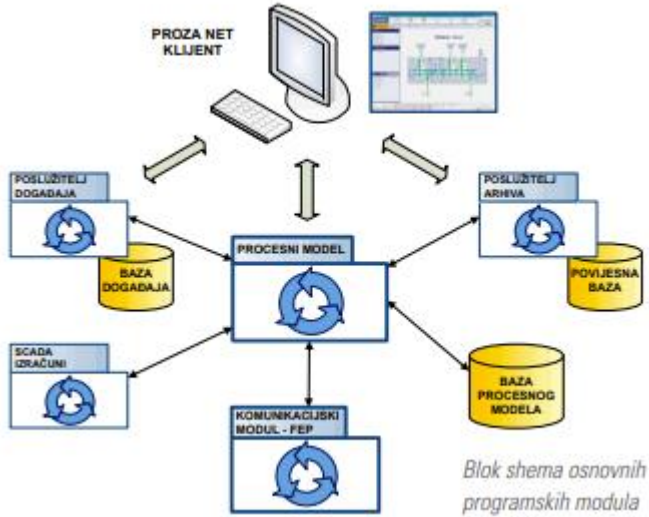 PROZA NET
KLIJENT
POSLUŽITELJ
DOGAĐAJA
BAZA
DOGAĐAJA
PROCESNI MODEL
POSLUŽITELJ
ARHIVA
POVIJESNA
BAZA
SCADA
IZRAČUNI
KOMUNIKACIJSKI
MODUL - FEP
BAZA
PROCESNOG
MODELA
Blok shema osnovnih
programskih modula